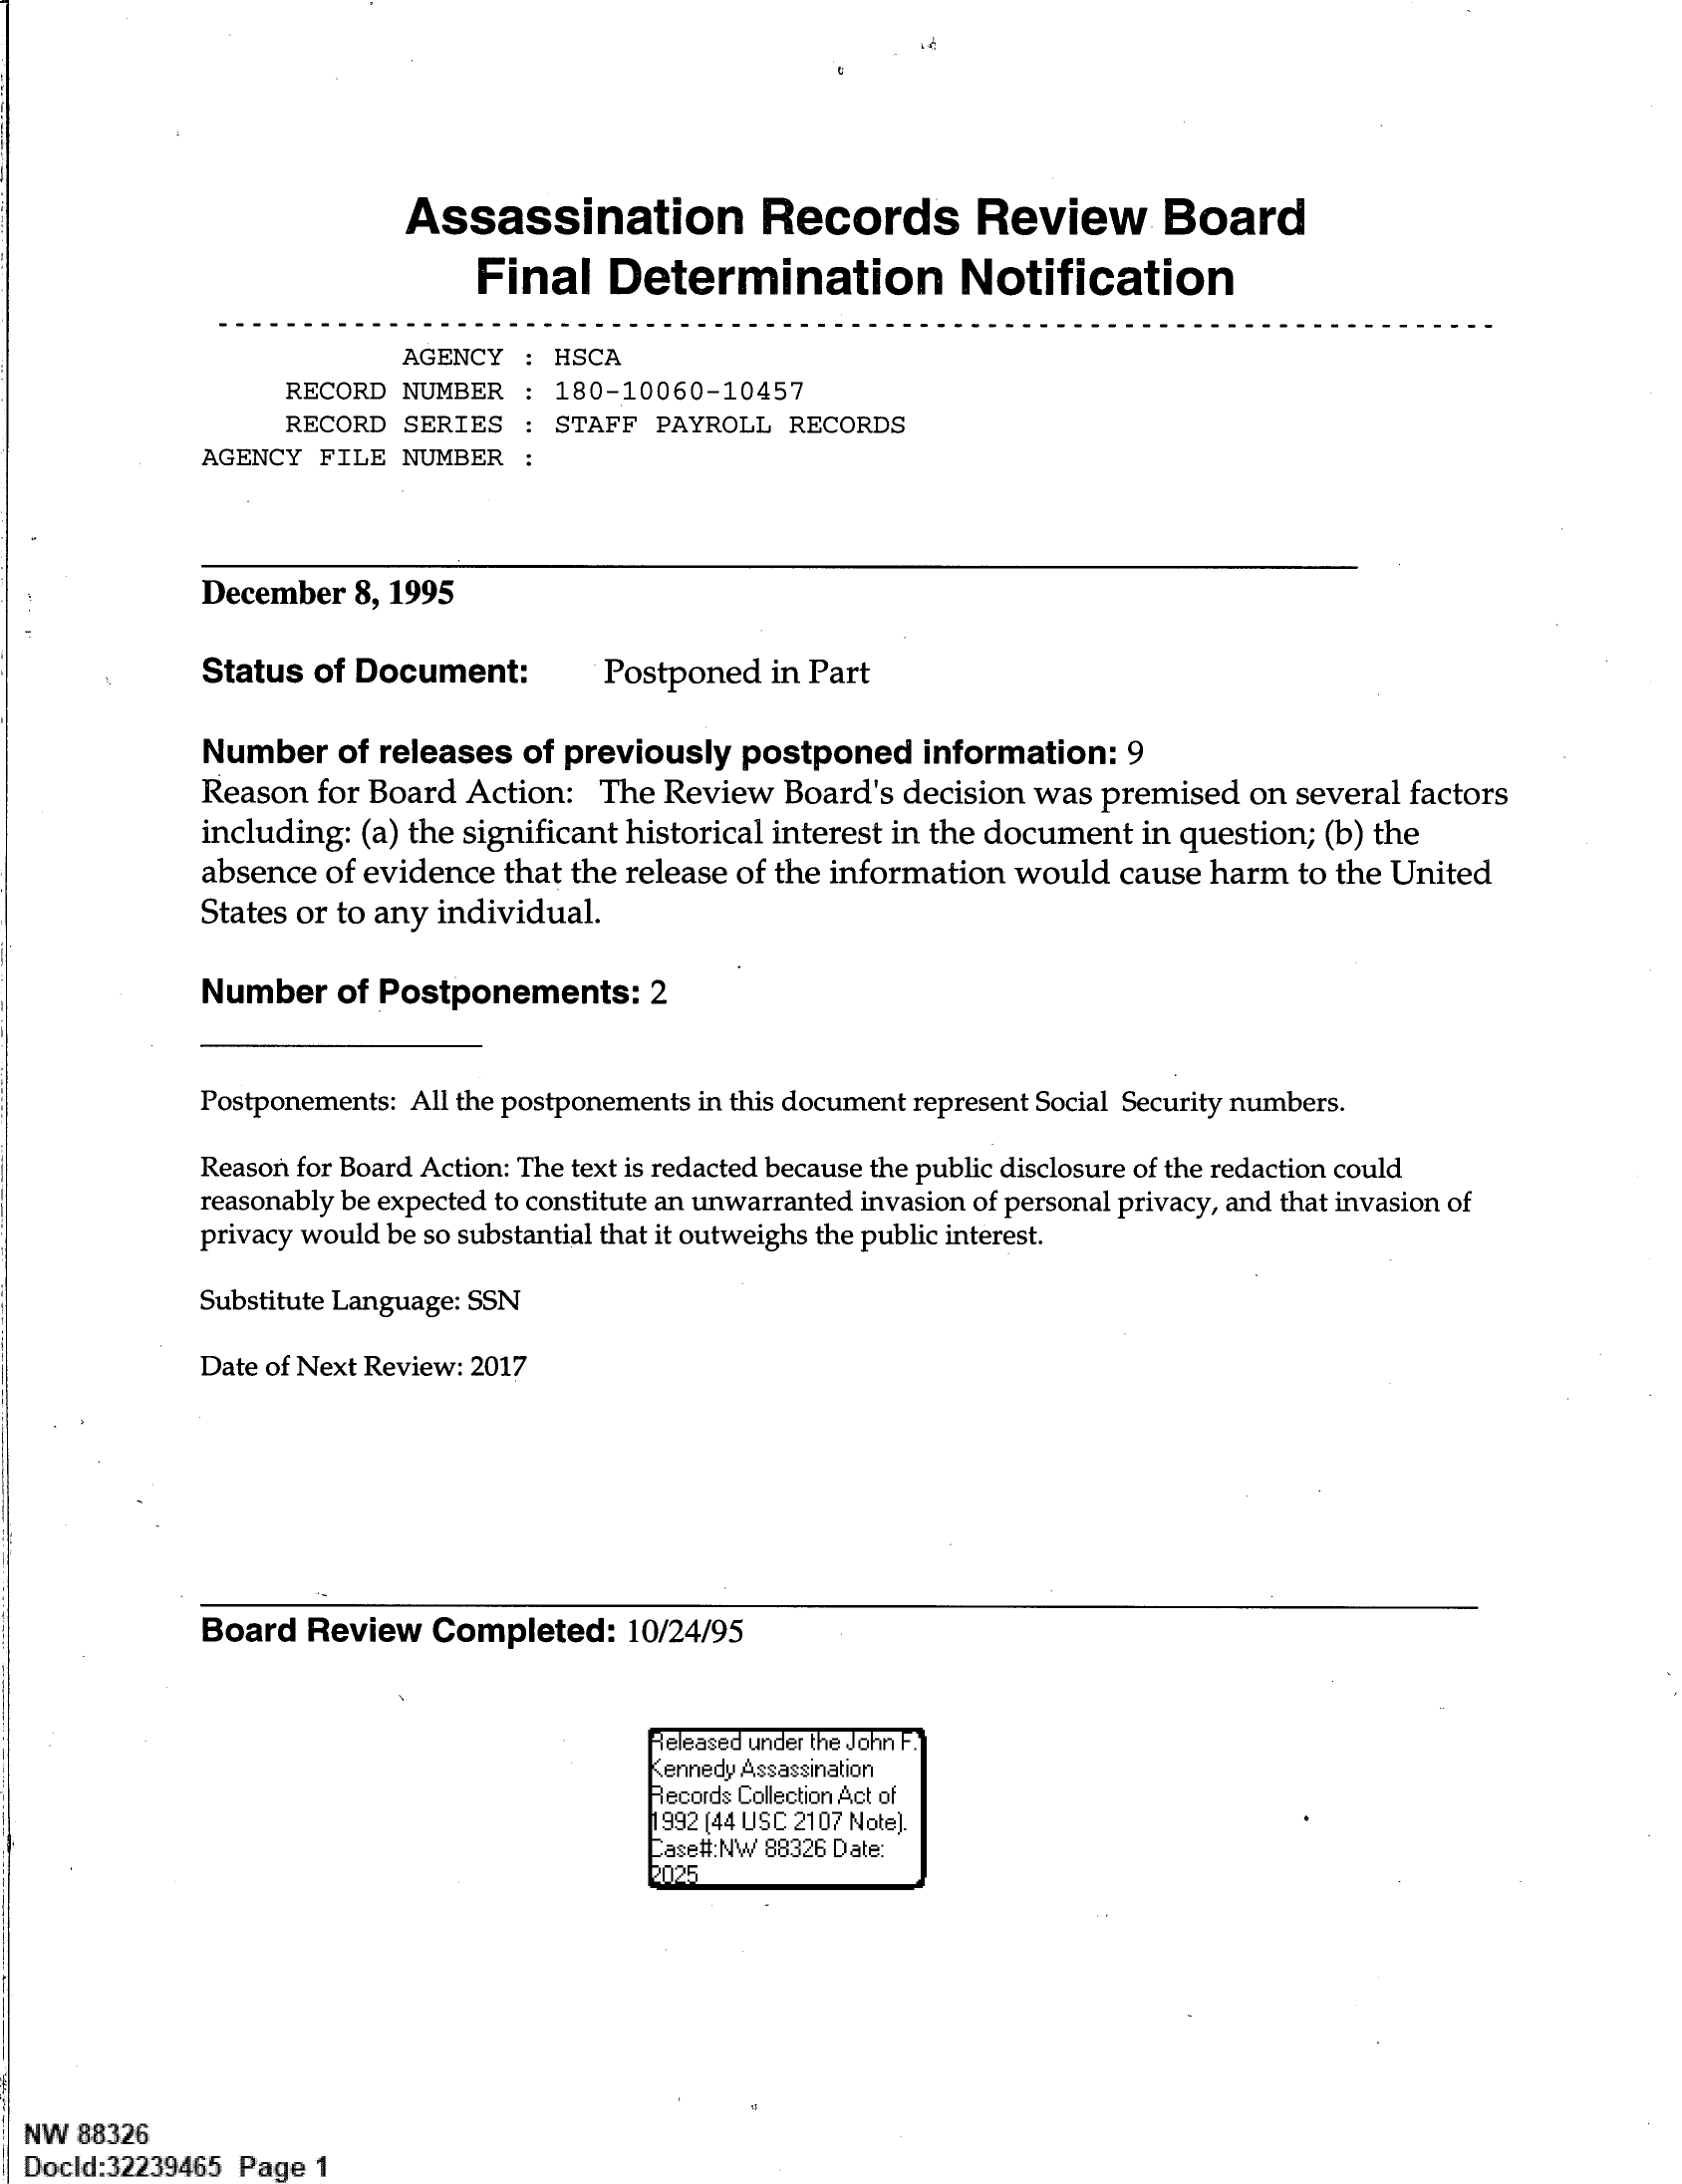 Assassination Records Review Board
Final Determination Notification
AGENCY : HSCA
RECORD NUMBER : 180-10060-10457
RECORD SERIES : STAFF PAYROLL RECORDS
AGENCY FILE NUMBER :
December 8, 1995
Status of Document: Postponed in Part
Number of releases of previously postponed information: 9
Reason for Board Action: The Review Board's decision was premised on several factors
including: (a) the significant historical interest in the document in question; (b) the
absence of evidence that the release of the information would cause harm to the United
States or to any individual.
Number of Postponements: 2
Postponements: All the postponements in this document represent Social Security numbers.
Reason for Board Action: The text is redacted because the public disclosure of the redaction could
reasonably be expected to constitute an unwarranted invasion of personal privacy, and that invasion of
privacy would be so substantial that it outweighs the public interest.
Substitute Language: SSN
Date of Next Review: 2017
Board Review Completed: 10/24/95
Released under the John F.
Kennedy Assassination
Records Collection Act of
1992 (44 USC 2107 Note).
Case#:NW 88326 Date:
2025
NW 88326
DocId:32239465 Page 1